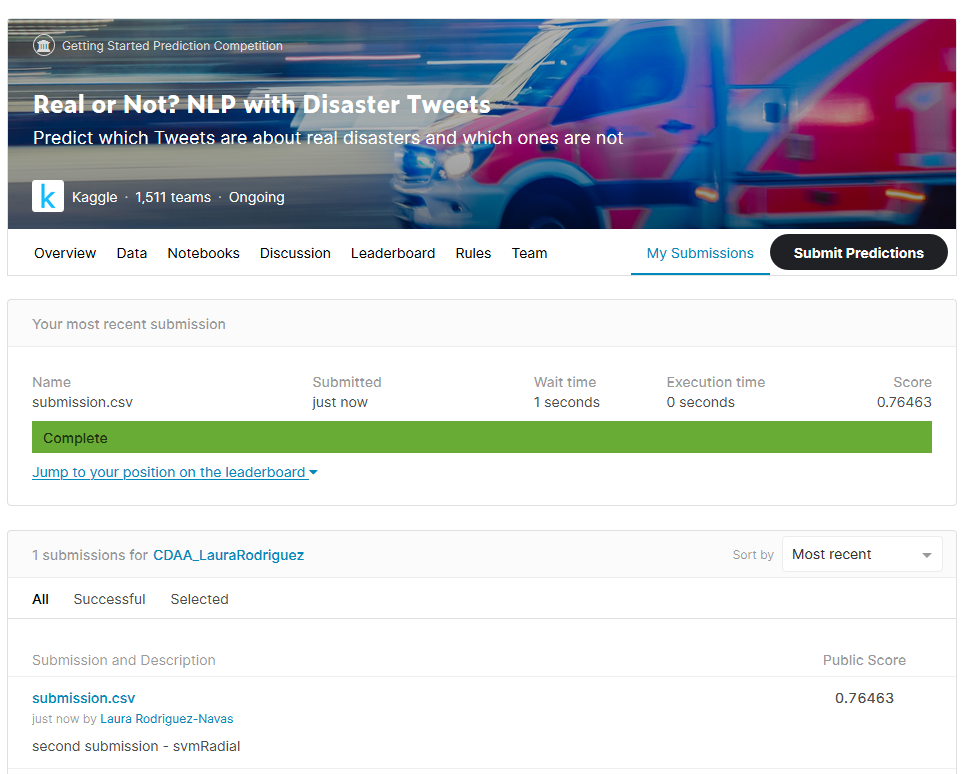 Getting Started Prediction Competition
Real or Not? NLP with Disaster Tweets
Predict which Tweets are about real disasters and which ones are not
k Kaggle · 1,511 teams · Ongoing
Overview Data Notebooks Discussion Leaderboard Rules Team My Submissions Submit Predictions
Your most recent submission
Name Submitted Wait time Execution time Score
submission.csv just now 1 seconds 0 seconds 0.76463
Complete
Jump to your position on the leaderboard
1 submissions for CDAA_LauraRodriguez Sort by Most recent
All Successful Selected
Submission and Description Public Score
submission.csv 0.76463
just now by Laura Rodriguez-Navas
second submission - svmRadial